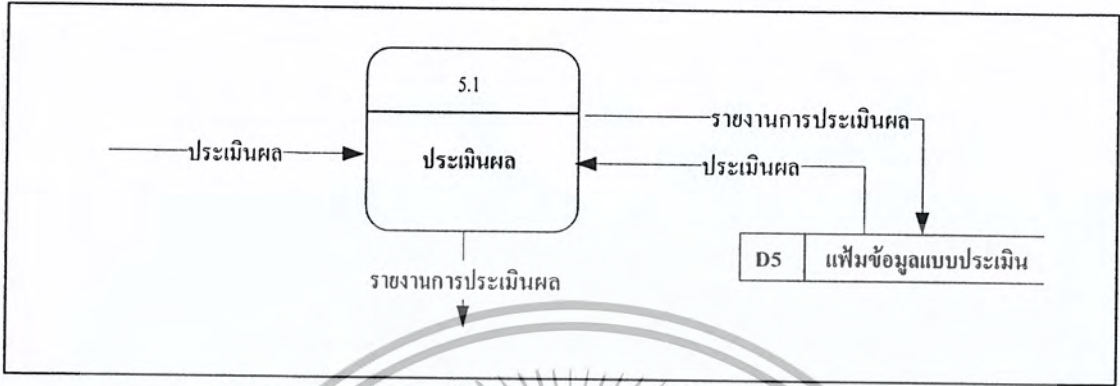 5.1
ประเมินผล
ประเมินผล
รายงานการประเมินผล
ประเมินผล
D5 แฟ้มข้อมูลแบบประเมิน
รายงานการประเมินผล